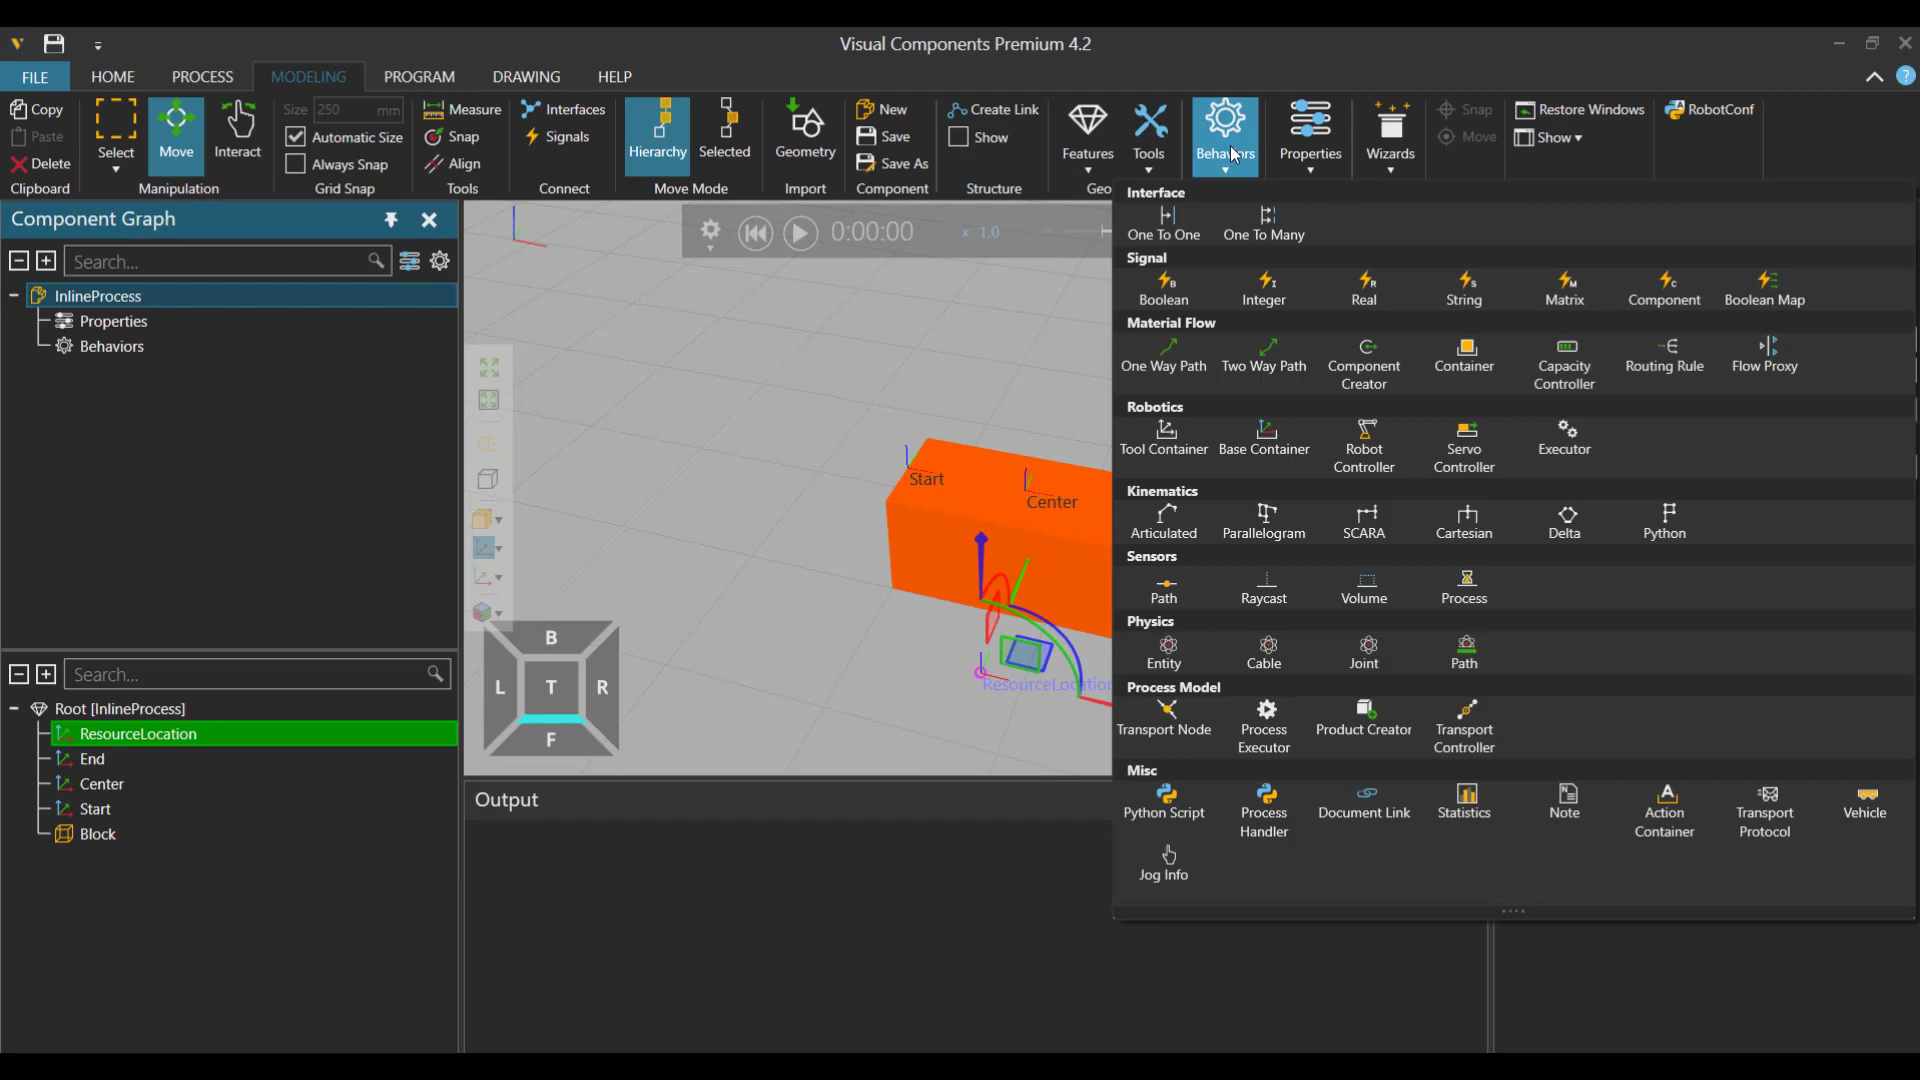 Visual Components Premium 4.2
FILE HOME PROCESS MODELING PROGRAM DRAWING HELP
Copy
Paste
Delete
Clipboard
Select
Move
Interact
Manipulation
Size 250 mm
Automatic Size
Always Snap
Grid Snap
Measure
Snap
Align
Tools
Interfaces
Signals
Connect
Hierarchy
Selected
Move Mode
Geometry
Import
New
Save
Save As
Component
Create Link
Show
Structure
Features
Tools
Geo
Behaviors
Properties
Wizards
Snap
Move
Restore Windows
Show
RobotConf
Component Graph
Search...
InlineProcess
Properties
Behaviors
Search...
Root [InlineProcess]
ResourceLocation
End
Center
Start
Block
0:00:00
x 1.0
Start
Center
ResourceLocation
B
L T R
F
Output
Interface
One To One
One To Many
Signal
Boolean
Integer
Real
String
Matrix
Component
Boolean Map
Material Flow
One Way Path
Two Way Path
Component
Creator
Container
Capacity
Controller
Routing Rule
Flow Proxy
Robotics
Tool Container
Base Container
Robot
Controller
Servo
Controller
Executor
Kinematics
Articulated
Parallelogram
SCARA
Cartesian
Delta
Python
Sensors
Path
Raycast
Volume
Process
Physics
Entity
Cable
Joint
Path
Process Model
Transport Node
Process
Executor
Product Creator
Transport
Controller
Misc
Python Script
Process
Handler
Document Link
Statistics
Note
Action
Container
Transport
Protocol
Vehicle
Jog Info